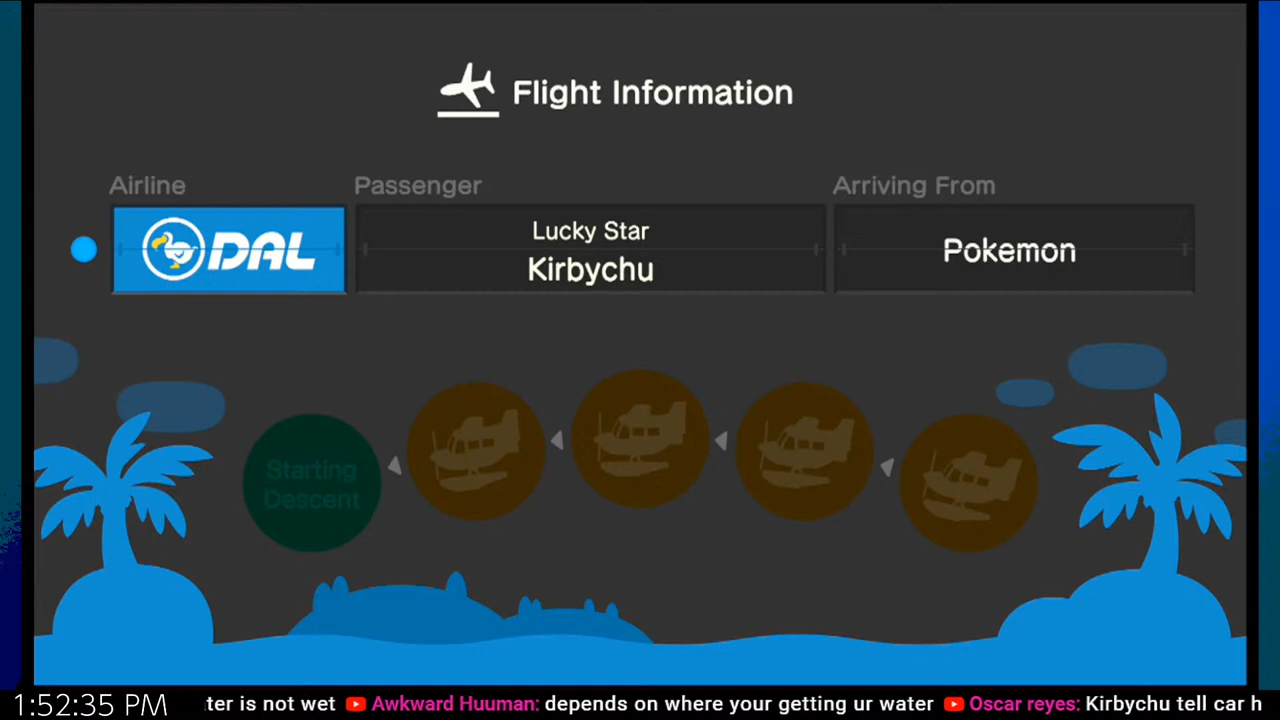 Flight Information
Airline
Passenger
Arriving From
DAL
Lucky Star
Kirbychu
Pokemon
Starting
Descent
1:52:35 PM
ter is not wet Awkward Huuman: depends on where your getting ur water Oscar reyes: Kirbychu tell car h